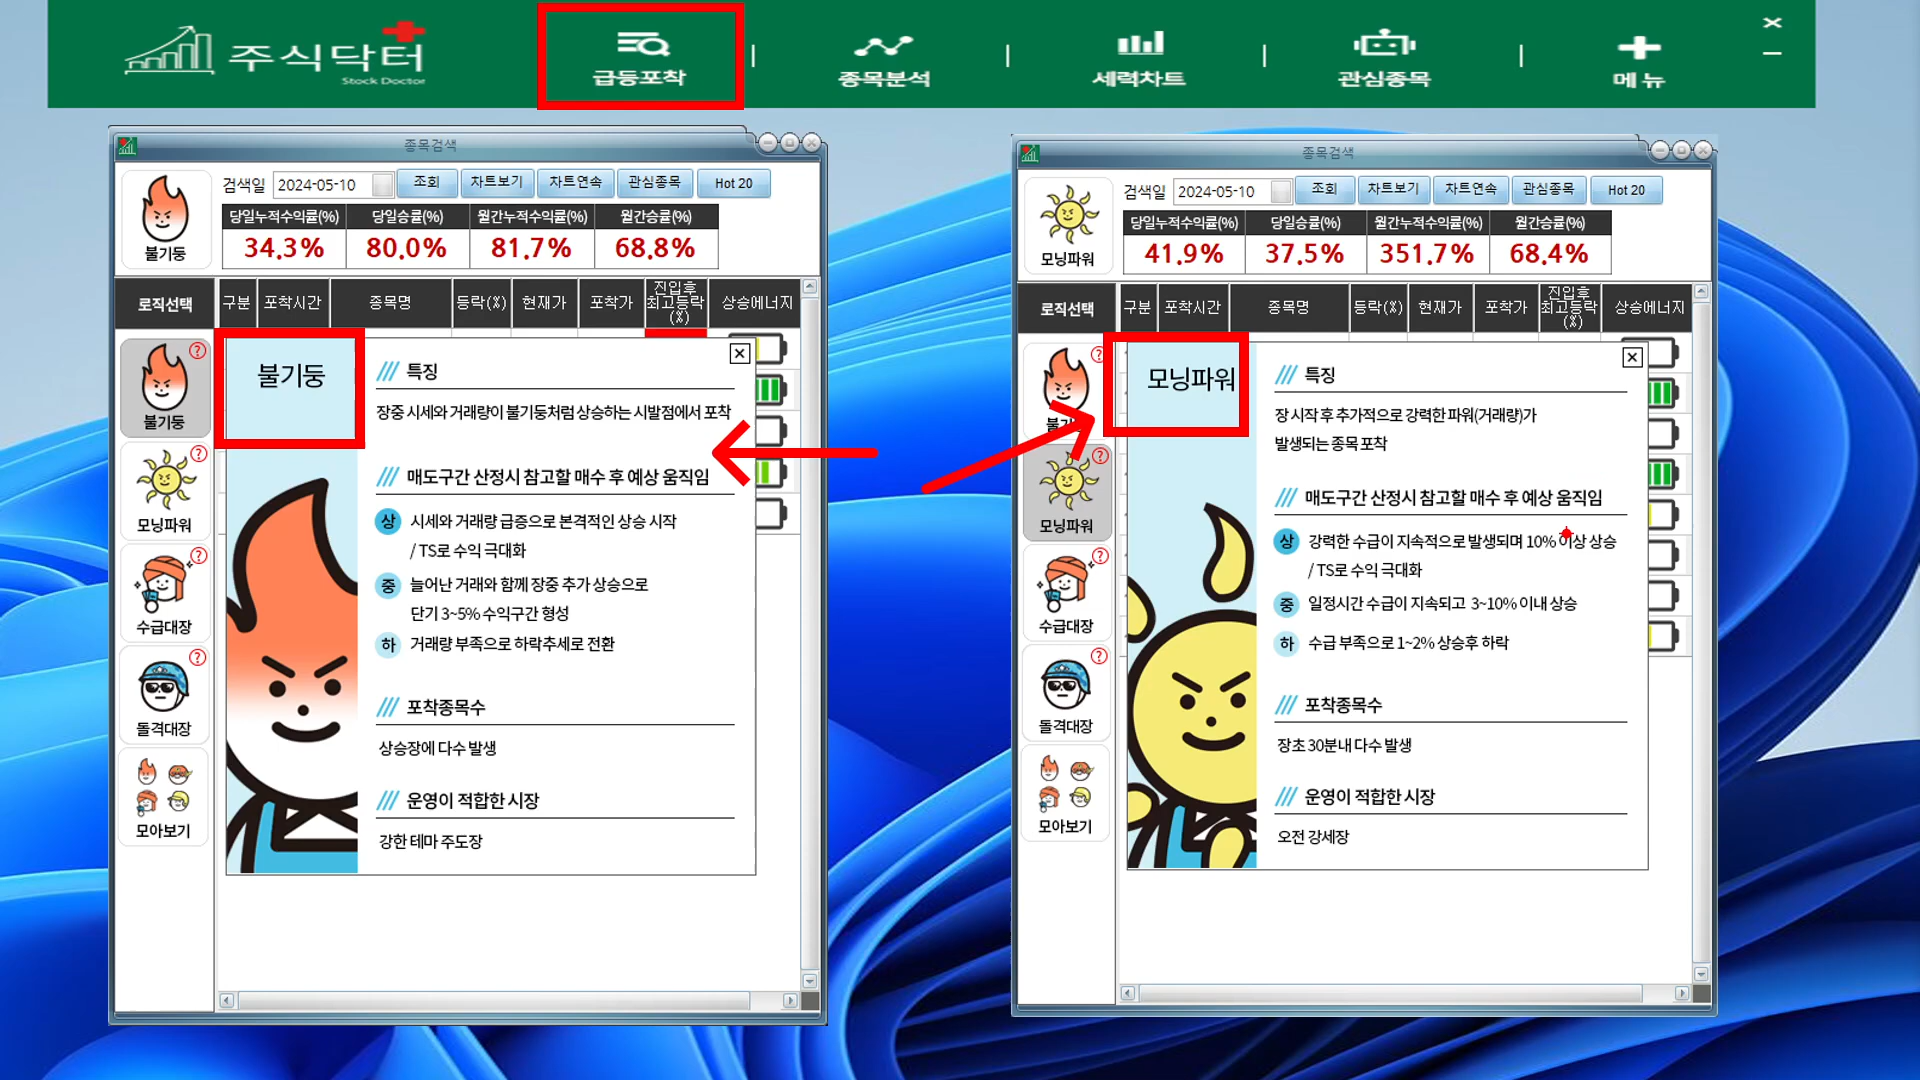 주식닥터
Stock Doctor
급등포착
종목분석
세력차트
관심종목
메뉴
종목검색
불기둥
검색일 2024-05-10 조회 차트보기 차트연속 관심종목 Hot 20
당일누적수익률(%) 당일승률(%) 월간누적수익률(%) 월간승률(%)
34.3% 80.0% 81.7% 68.8%
로직선택 구분 포착시간 종목명 등락(%) 현재가 포착가 진입후 최고등락 (%) 상승에너지
불기둥
모닝파워
수급대장
돌격대장
모아보기
불기둥
특징
장중 시세와 거래량이 불기둥처럼 상승하는 시발점에서 포착
매도구간 산정시 참고할 매수 후 예상 움직임
상 시세와 거래량 급증으로 본격적인 상승 시작
/ TS로 수익 극대화
중 늘어난 거래와 함께 장중 추가 상승으로
단기 3~5% 수익구간 형성
하 거래량 부족으로 하락추세로 전환
포착종목수
상승장에 다수 발생
운영이 적합한 시장
강한 테마 주도장
종목검색
모닝파워
검색일 2024-05-10 조회 차트보기 차트연속 관심종목 Hot 20
당일누적수익률(%) 당일승률(%) 월간누적수익률(%) 월간승률(%)
41.9% 37.5% 351.7% 68.4%
로직선택 구분 포착시간 종목명 등락(%) 현재가 포착가 진입후 최고등락 (%) 상승에너지
모닝파워
수급대장
돌격대장
모아보기
모닝파워
특징
장 시작 후 추가적으로 강력한 파워(거래량)가
발생되는 종목 포착
매도구간 산정시 참고할 매수 후 예상 움직임
상 강력한 수급이 지속적으로 발생되며 10% 이상 상승
/ TS로 수익 극대화
중 일정시간 수급이 지속되고 3~10% 이내 상승
하 수급 부족으로 1~2% 상승후 하락
포착종목수
장초 30분내 다수 발생
운영이 적합한 시장
오전 강세장